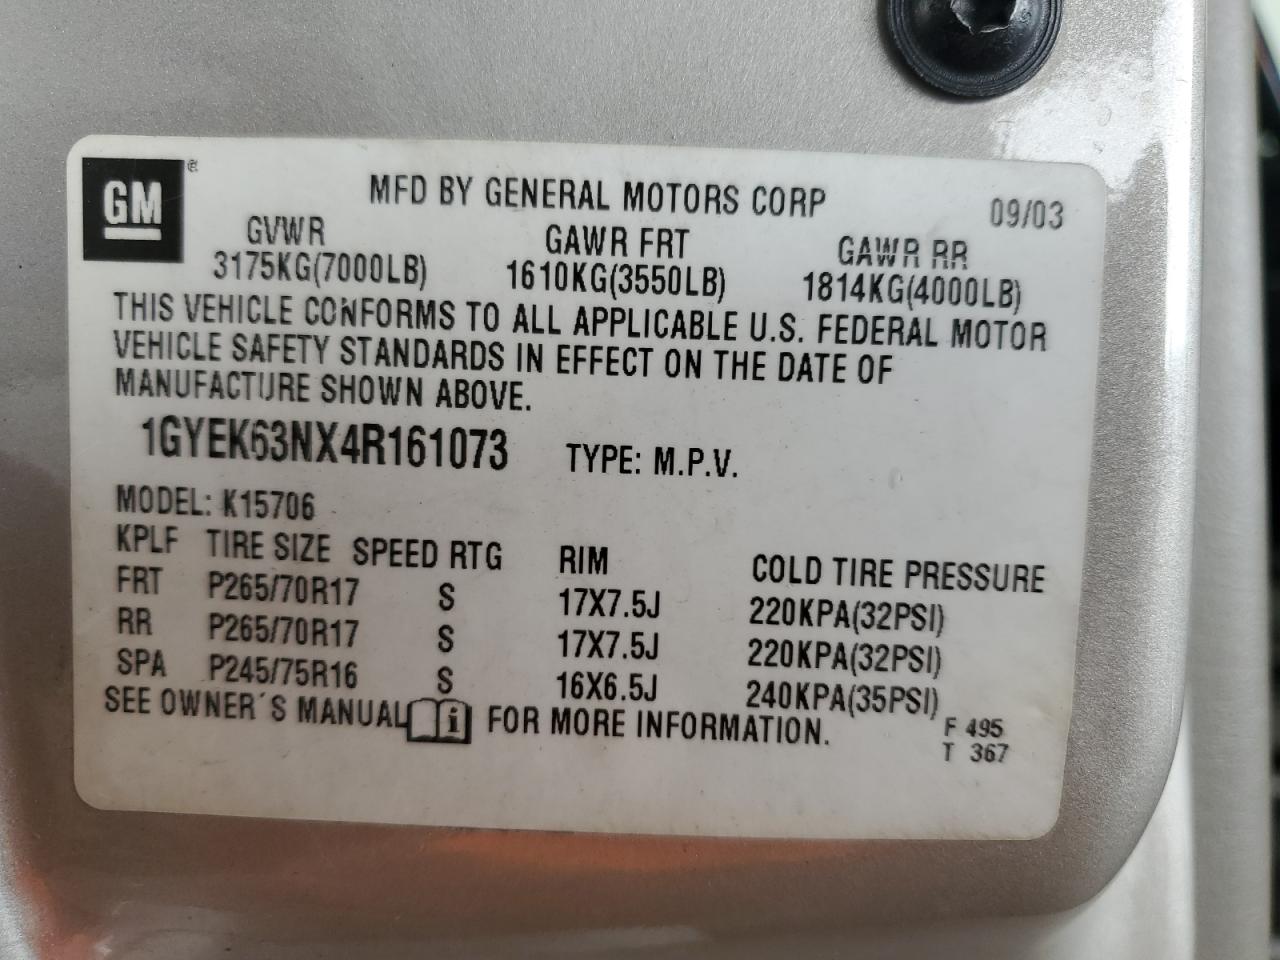 GM ®
MFD BY GENERAL MOTORS CORP 09/03
GVWR GAWR FRT GAWR RR
3175KG(7000LB) 1610KG(3550LB) 1814KG(4000LB)
THIS VEHICLE CONFORMS TO ALL APPLICABLE U.S. FEDERAL MOTOR
VEHICLE SAFETY STANDARDS IN EFFECT ON THE DATE OF
MANUFACTURE SHOWN ABOVE.
1GYEK63NX4R161073 TYPE: M.P.V.
MODEL: K15706
KPLF TIRE SIZE SPEED RTG RIM COLD TIRE PRESSURE
FRT P265/70R17 S 17X7.5J 220KPA(32PSI)
RR P265/70R17 S 17X7.5J 220KPA(32PSI)
SPA P245/75R16 S 16X6.5J 240KPA(35PSI)
SEE OWNER´S MANUAL i FOR MORE INFORMATION.
F 495
T 367